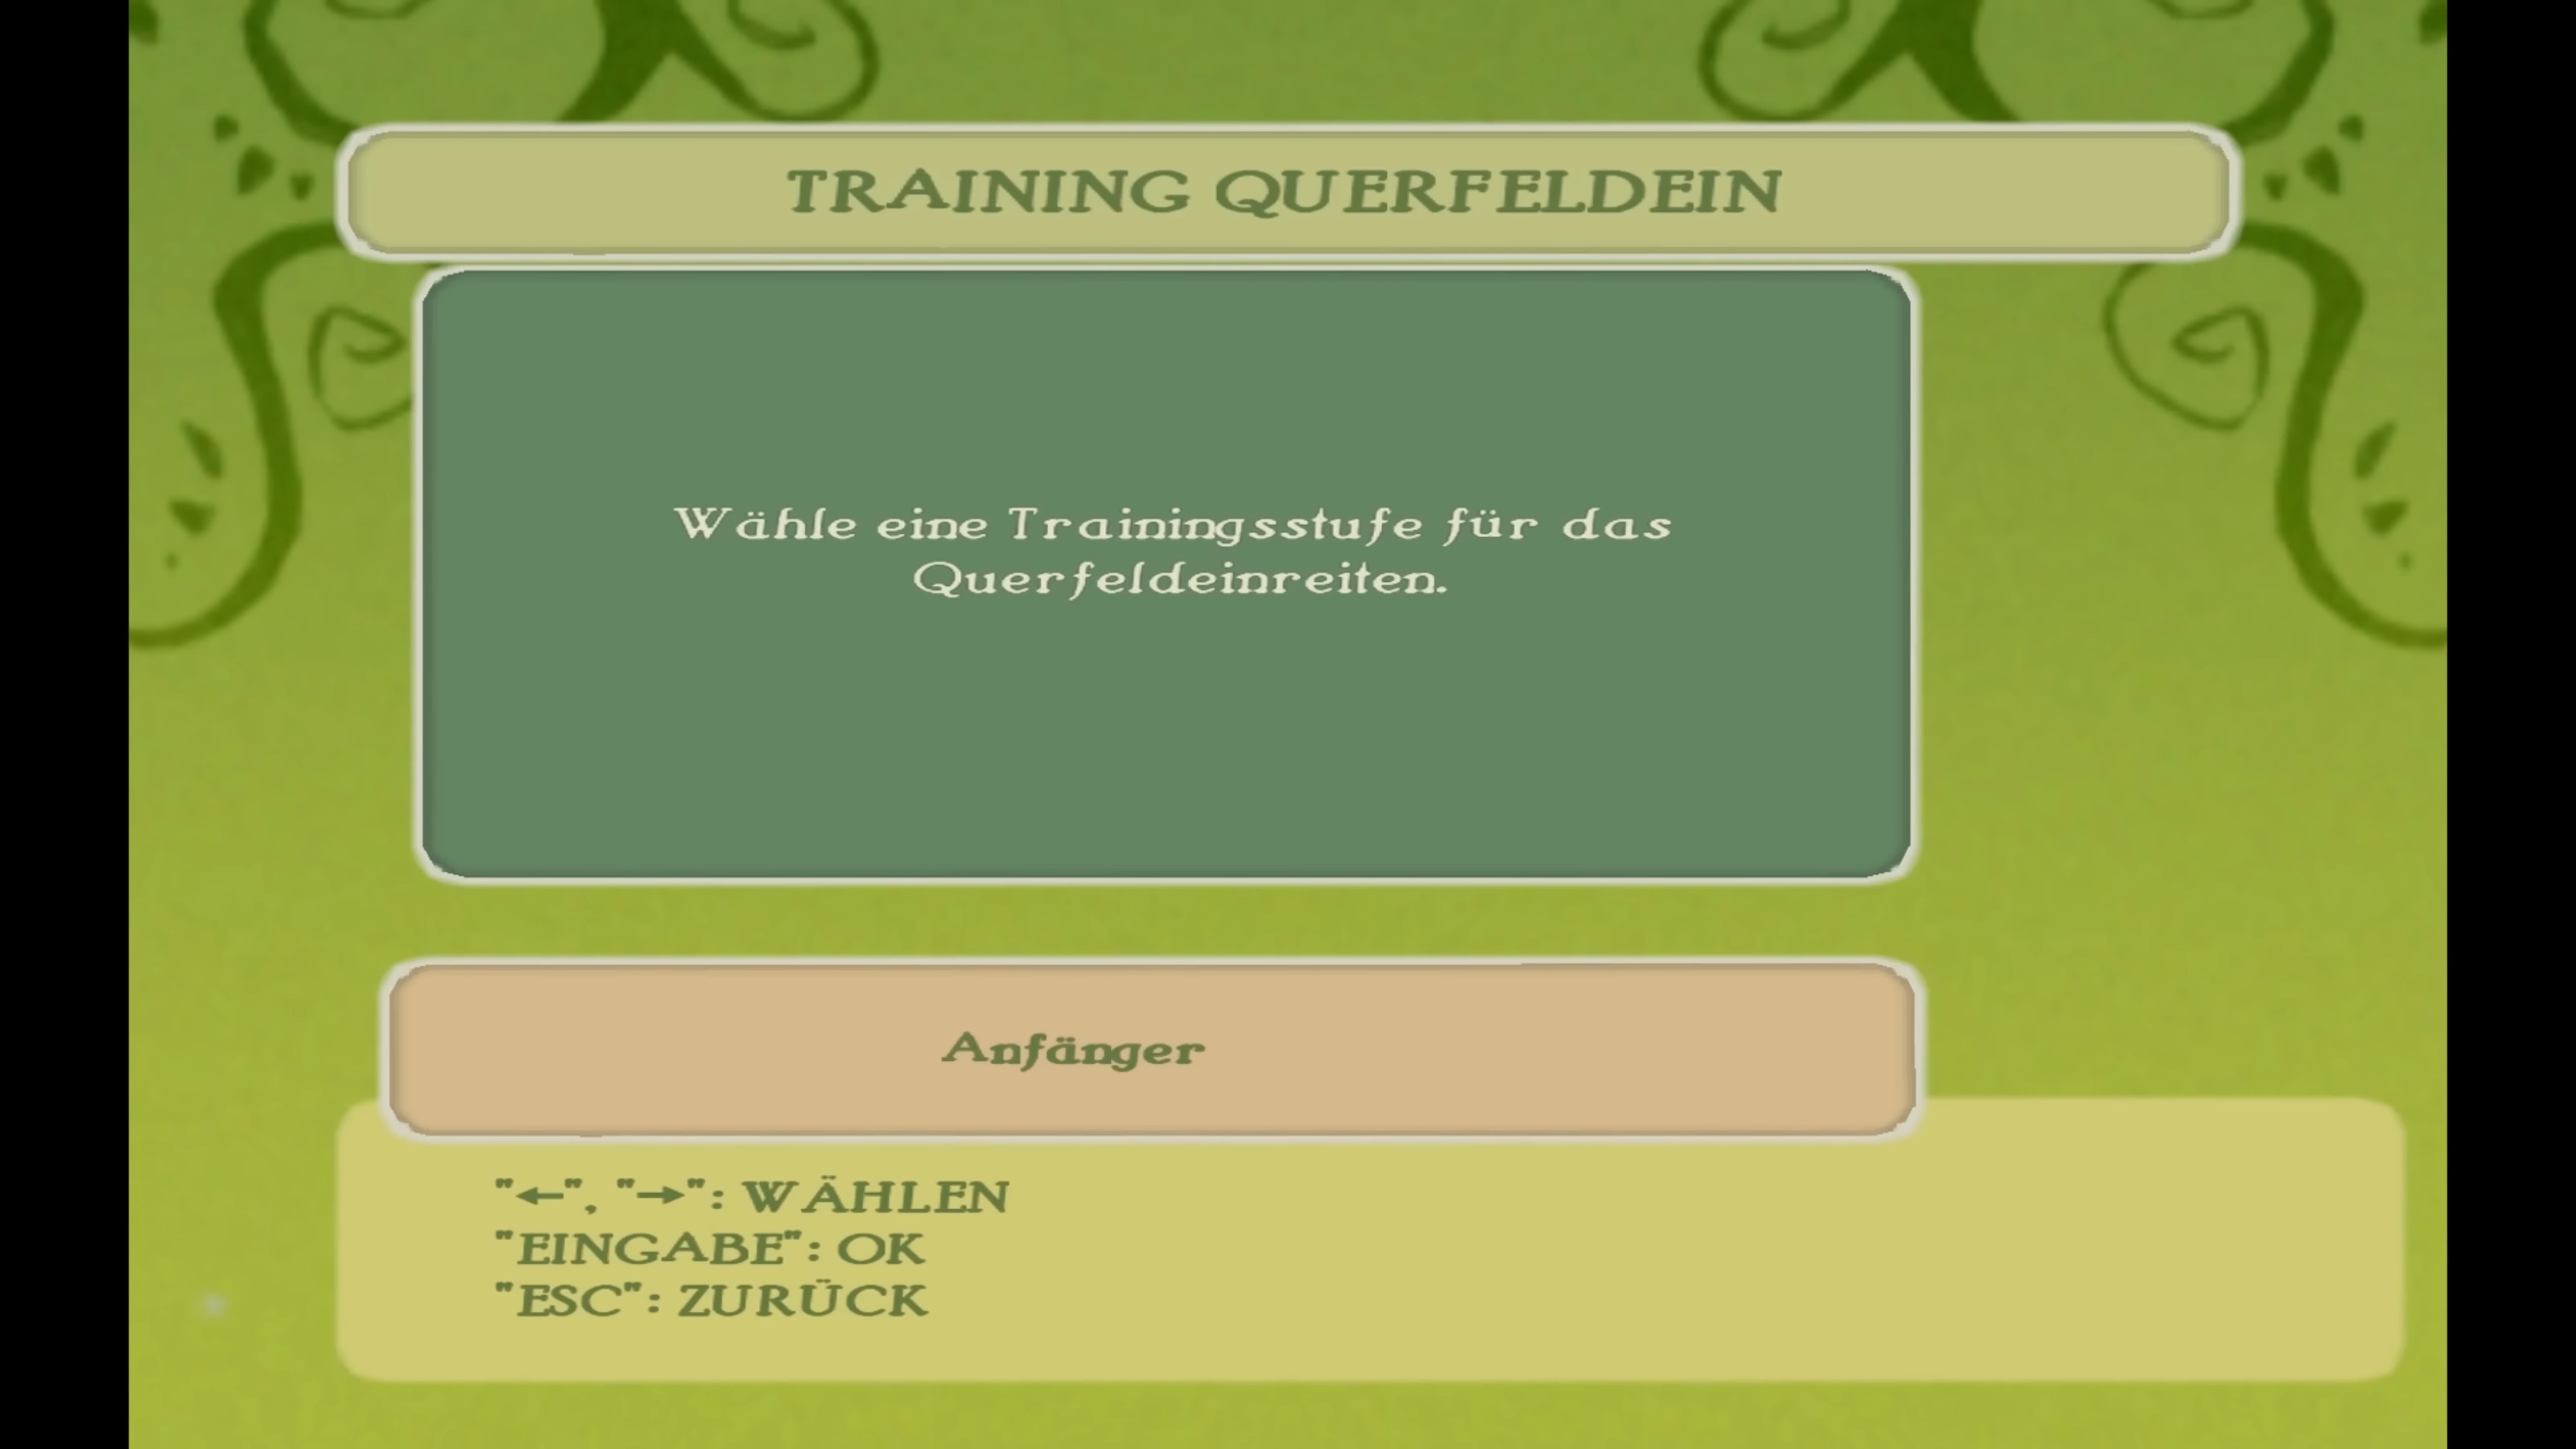 TRAINING QUERFELDEIN
Wähle eine Trainingsstufe für das
Querfeldeinreiten.
Anfänger
"←", "→": WÄHLEN
"EINGABE": OK
"ESC": ZURÜCK